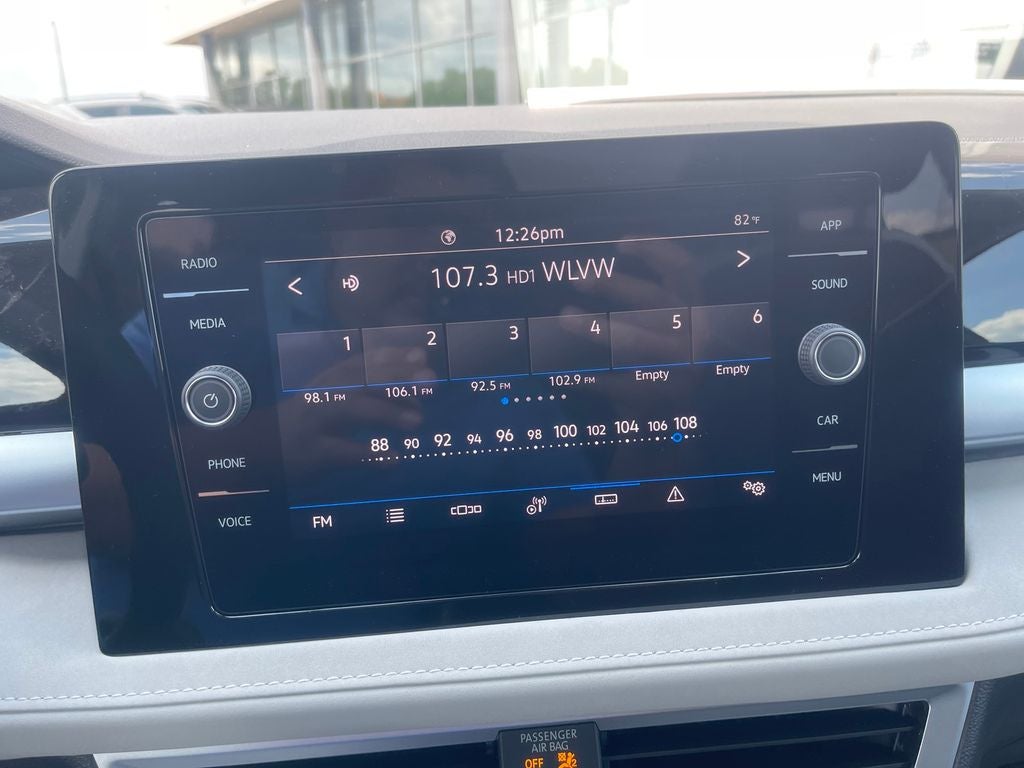 12:26pm
82°F
RADIO
MEDIA
PHONE
VOICE
HD
107.3 HD1 WLVW
1 2 3 4 5 6
98.1 FM 106.1 FM 92.5 FM 102.9 FM Empty Empty
88 90 92 94 96 98 100 102 104 106 108
FM
APP
SOUND
CAR
MENU
PASSENGER
AIR BAG
OFF